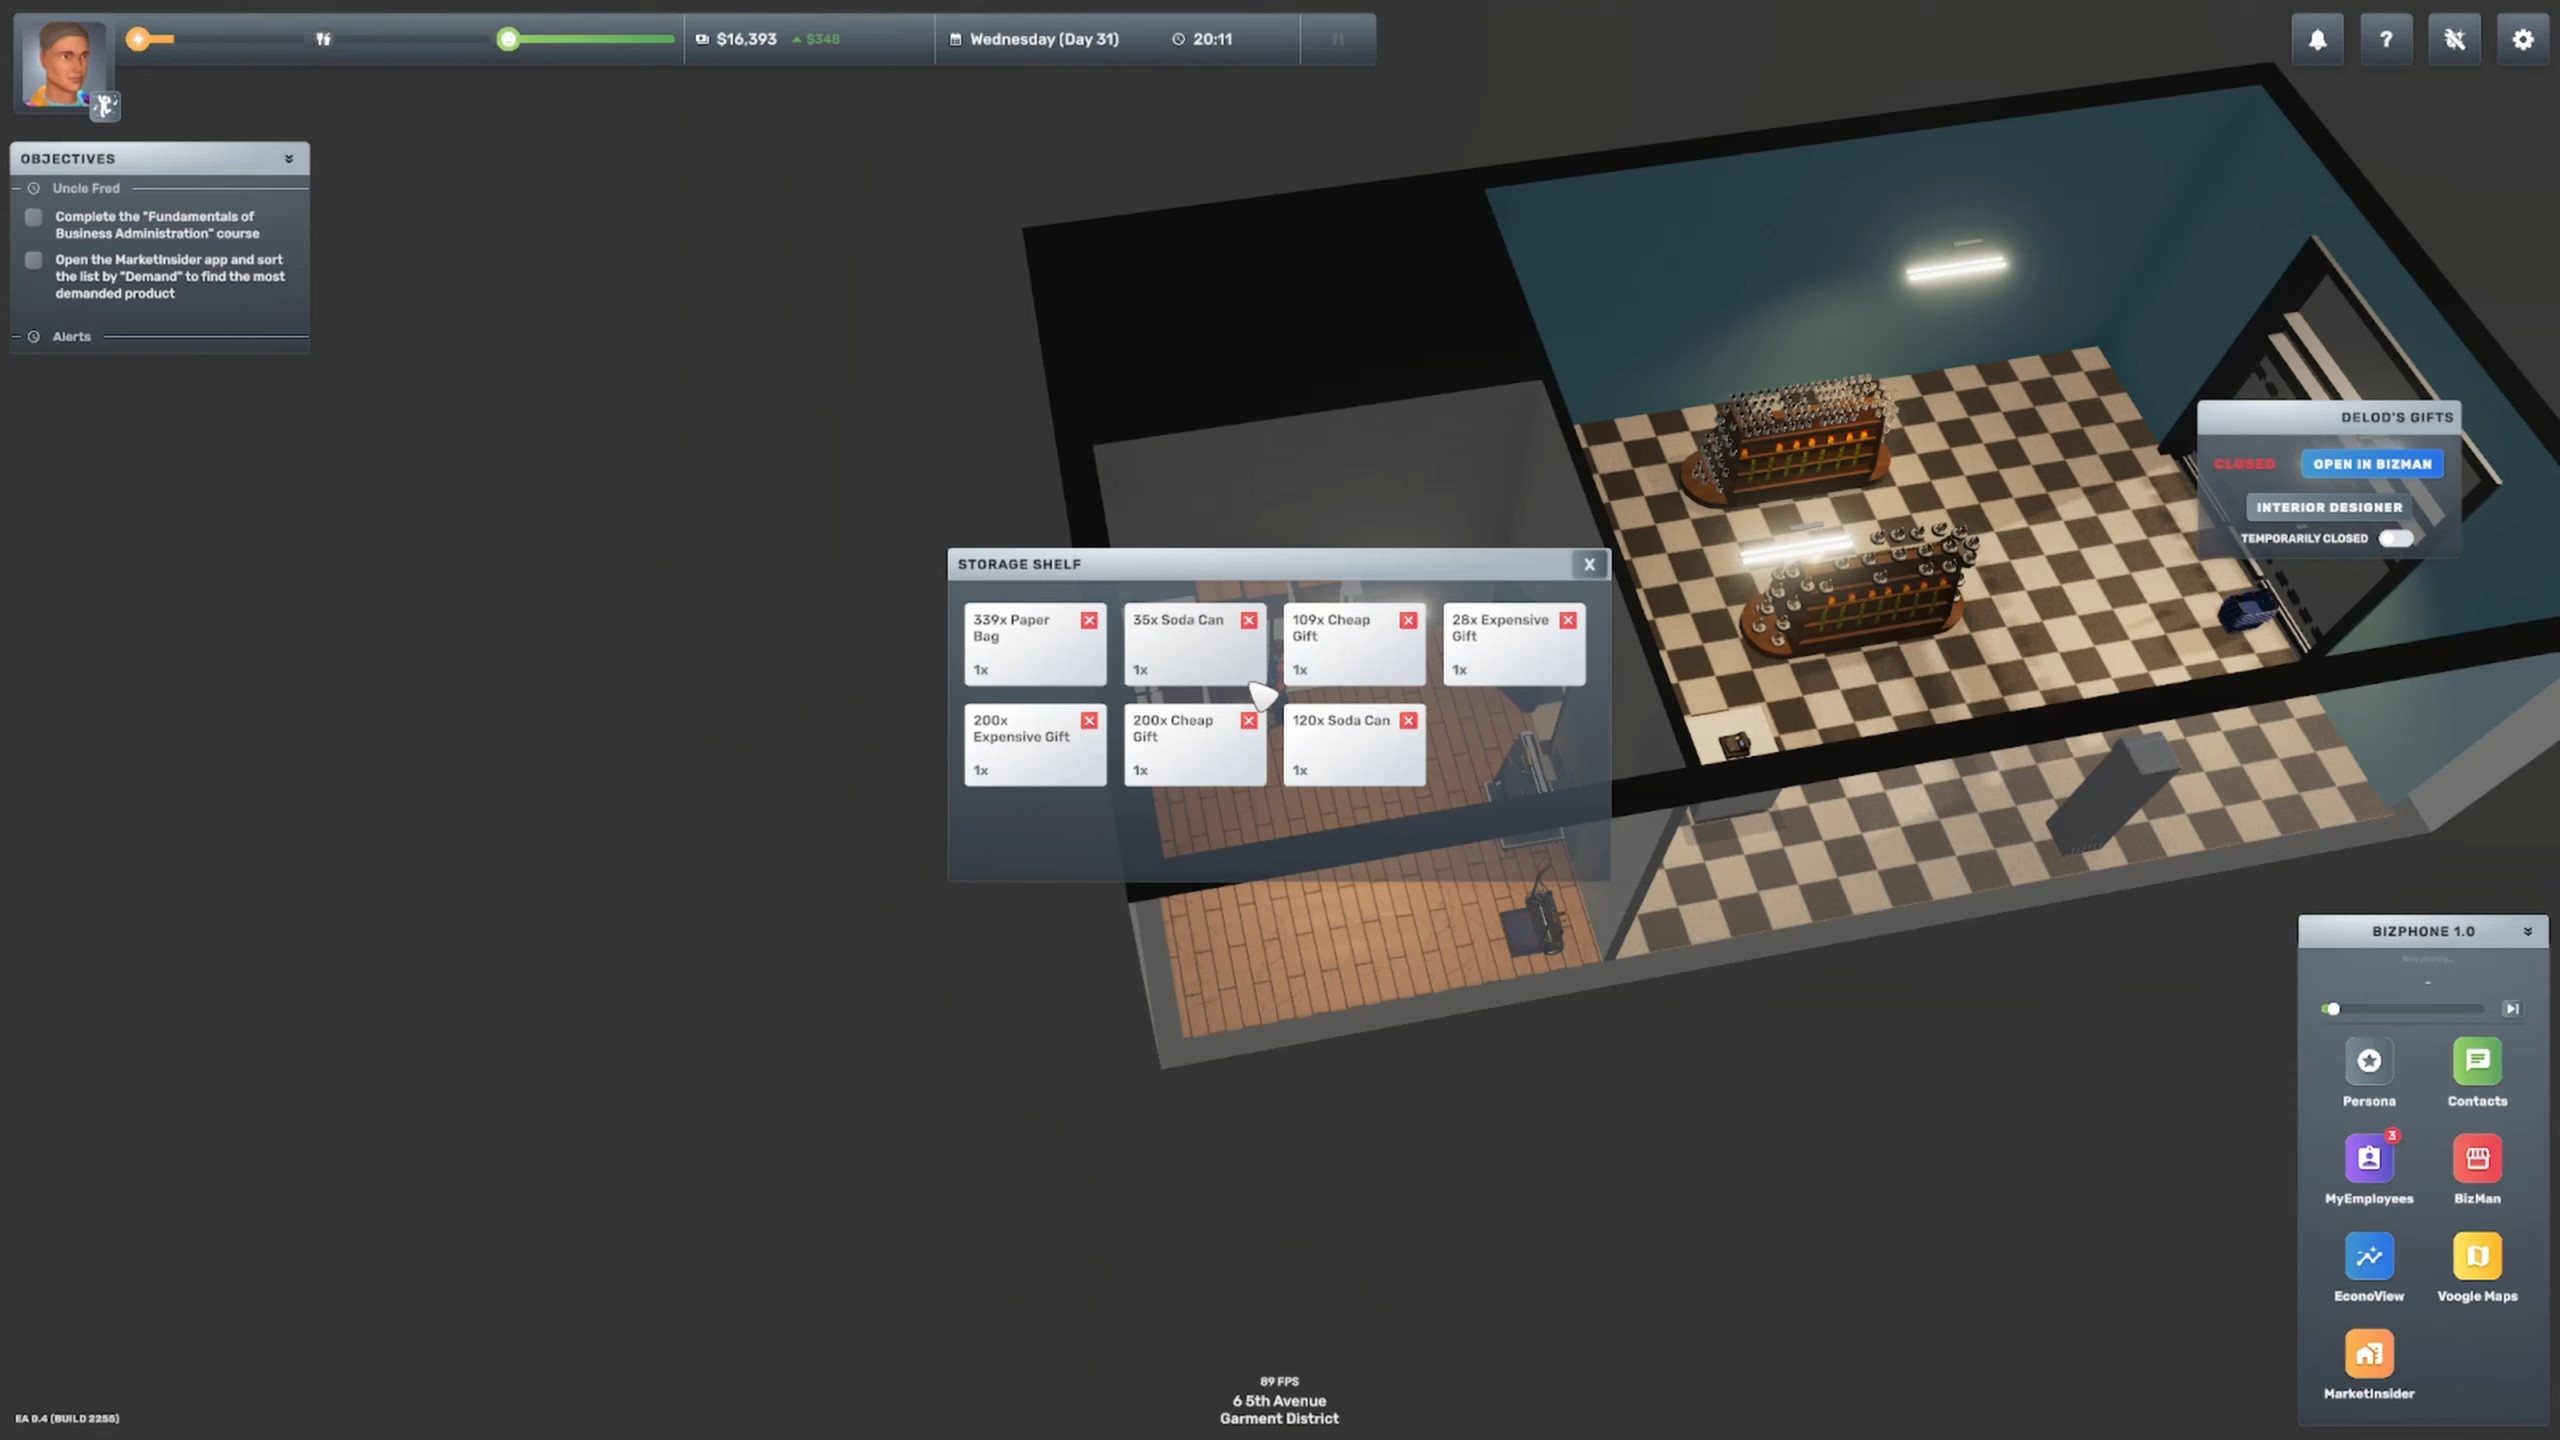 $16,393
$348
Wednesday (Day 31)
20:11
?
OBJECTIVES
Uncle Fred
Complete the "Fundamentals of
Business Administration" course
Open the MarketInsider app and sort
the list by "Demand" to find the most
demanded product
Alerts
DELOD'S GIFTS
CLOSED
OPEN IN BIZMAN
INTERIOR DESIGNER
TEMPORARILY CLOSED
STORAGE SHELF
X
339x Paper
Bag
1x
35x Soda Can
1x
109x Cheap
Gift
1x
28x Expensive
Gift
1x
200x
Expensive Gift
1x
200x Cheap
Gift
1x
120x Soda Can
1x
BIZPHONE 1.0
-
Persona
Contacts
3
MyEmployees
BizMan
EconoView
Voogle Maps
MarketInsider
89 FPS
6 5th Avenue
Garment District
EA 0.4 (BUILD 2255)